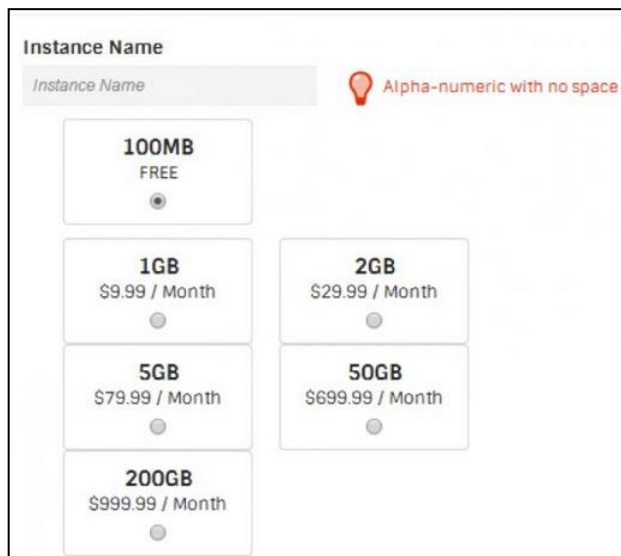 Instance Name
Instance Name
Alpha-numeric with no space
100MB
FREE
1GB
$9.99 / Month
2GB
$29.99 / Month
5GB
$79.99 / Month
50GB
$699.99 / Month
200GB
$999.99 / Month